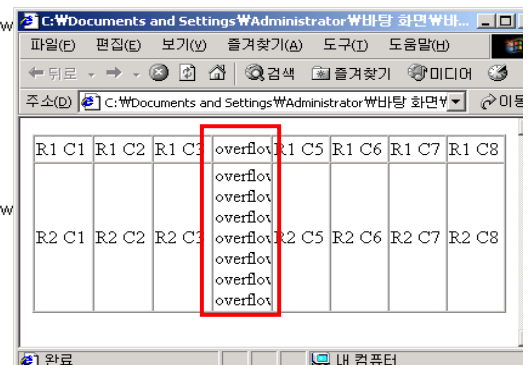 C:₩Documents and Settings₩Administrator₩바탕 화면₩바...
파일(F) 편집(E) 보기(V) 즐겨찾기(A) 도구(T) 도움말(H)
뒤로 검색 즐겨찾기 미디어
주소(D) C:₩Documents and Settings₩Administrator₩바탕 화면₩ 이동
R1 C1 R1 C2 R1 C3 overflow R1 C5 R1 C6 R1 C7 R1 C8
overflow
overflow
overflow
R2 C1 R2 C2 R2 C3 overflow R2 C5 R2 C6 R2 C7 R2 C8
overflow
overflow
overflow
완료 내 컴퓨터